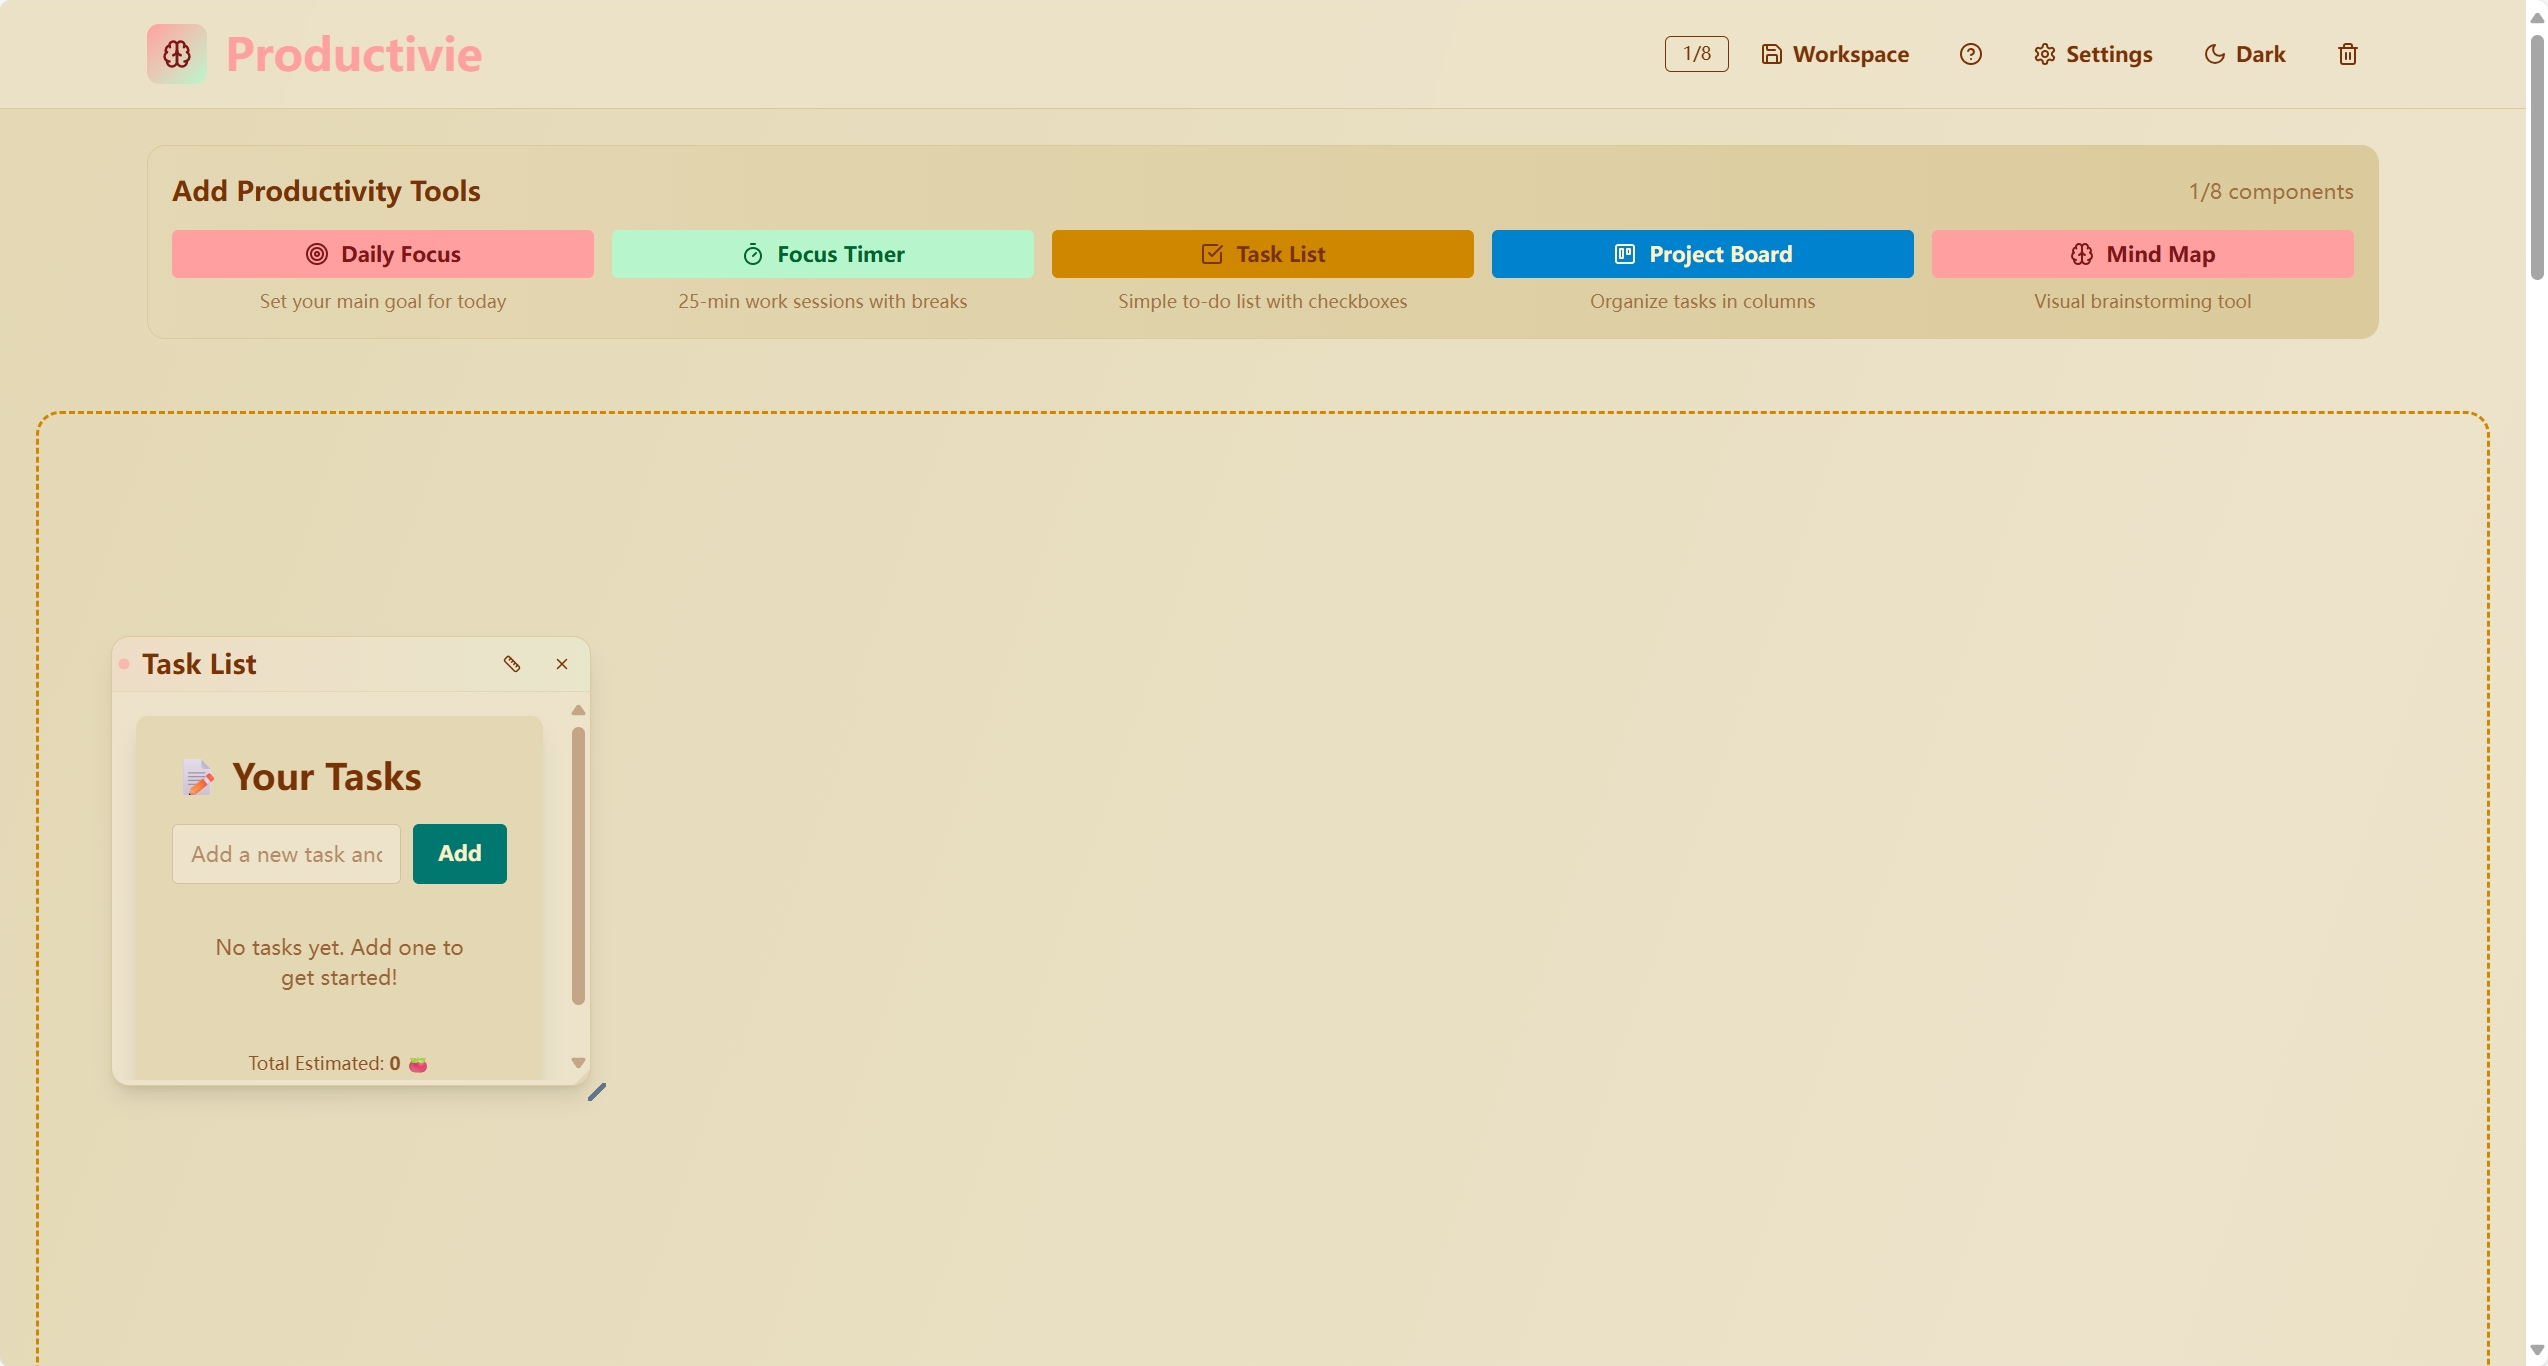 Productivie
1/8
Workspace
Settings
Dark
Add Productivity Tools
1/8 components
Daily Focus
Focus Timer
Task List
Project Board
Mind Map
Set your main goal for today
25-min work sessions with breaks
Simple to-do list with checkboxes
Organize tasks in columns
Visual brainstorming tool
Task List
Your Tasks
Add a new task and
Add
No tasks yet. Add one to
get started!
Total Estimated: 0